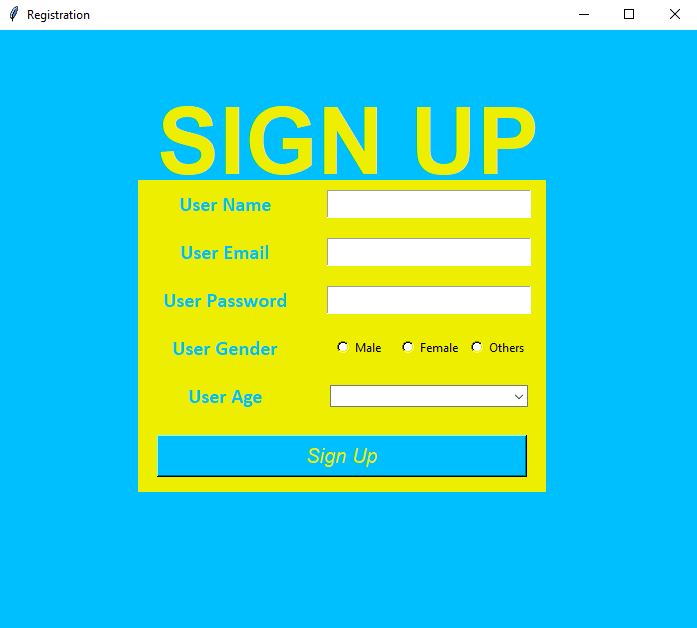 Registration
SIGN UP
User Name
User Email
User Password
User Gender Male Female Others
User Age
Sign Up